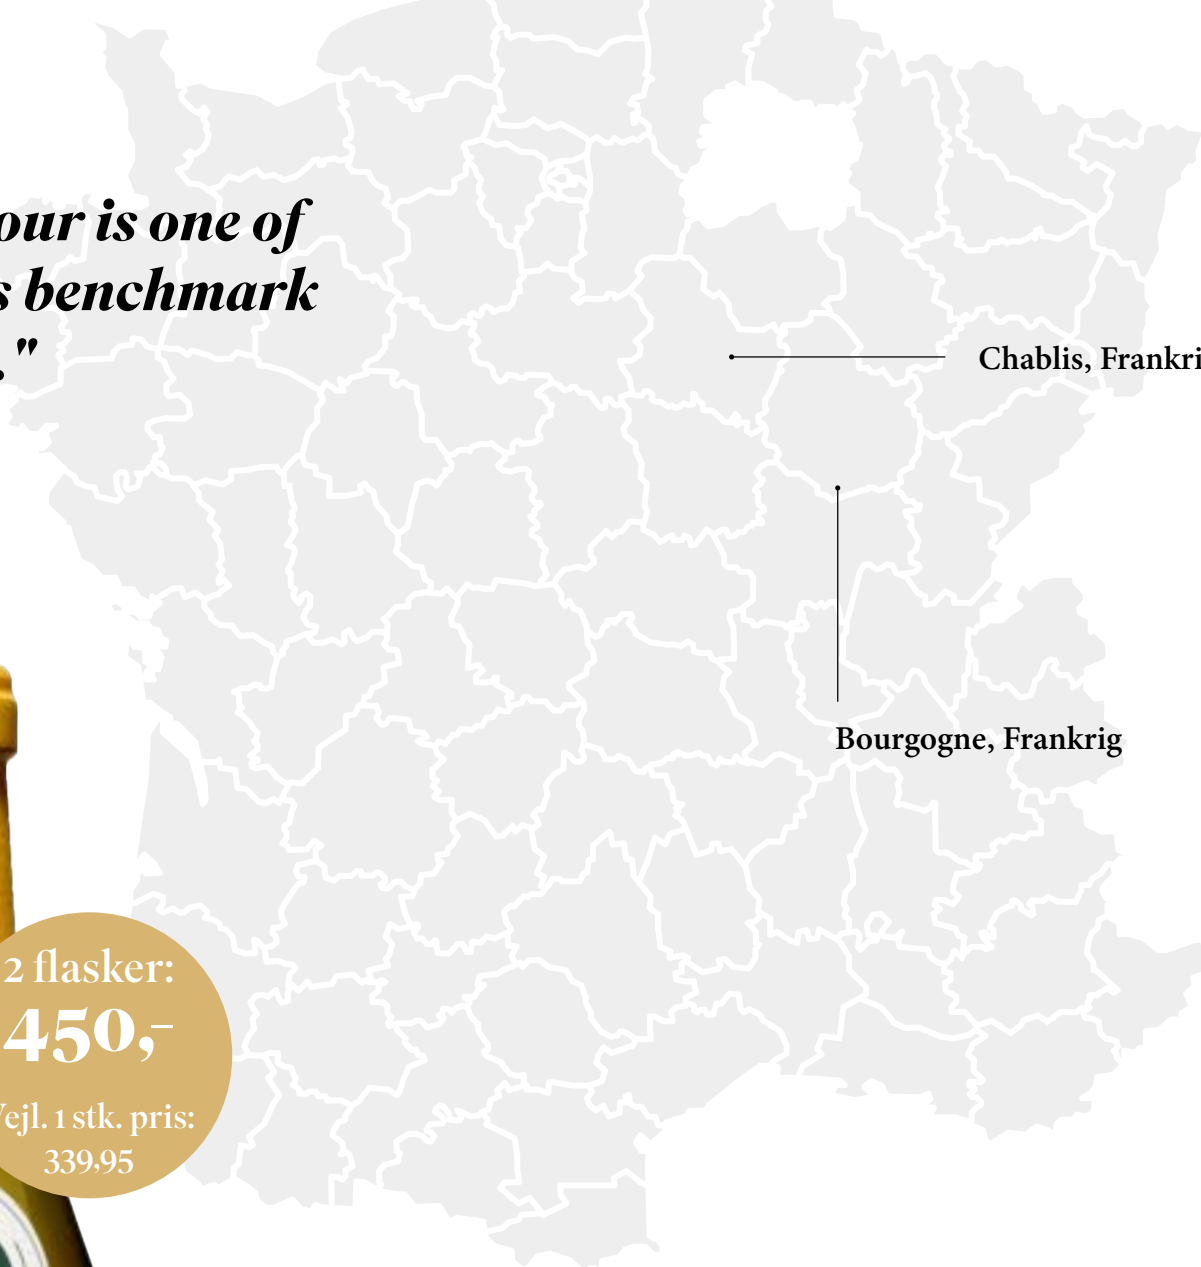 our is one of
s benchmark
."
Chablis, Frankri
Bourgogne, Frankrig
2 flasker:
450,-
Vejl. 1 stk. pris:
339,95